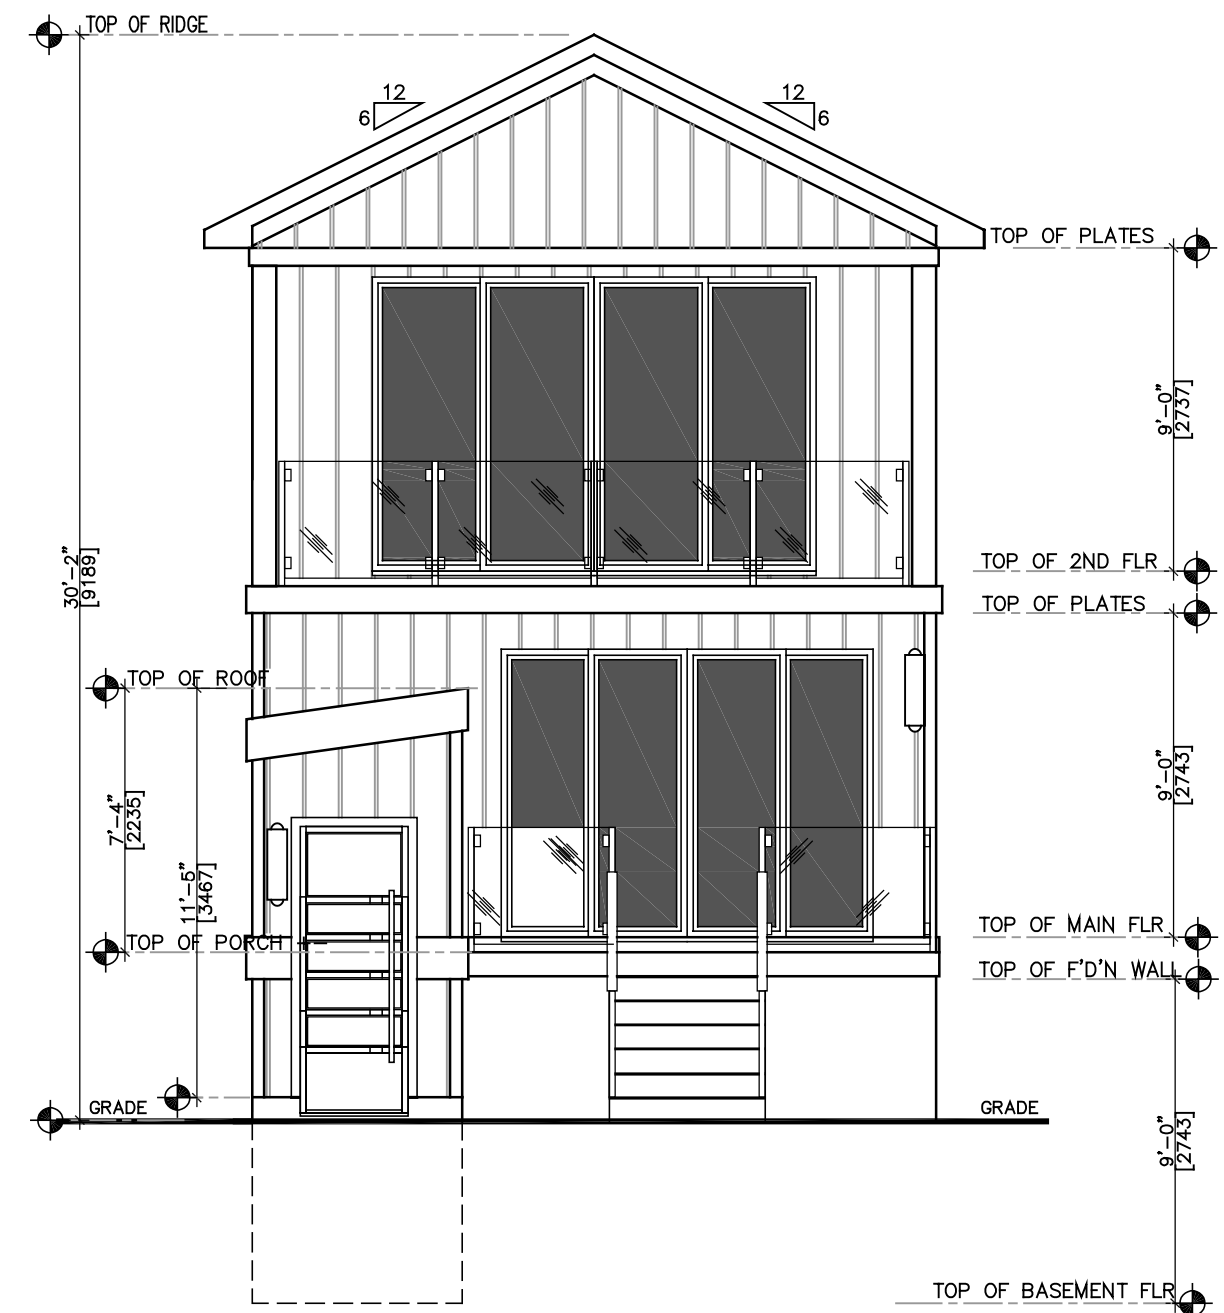 TOP OF RIDGE
12
6
12
6
TOP OF PLATES
9'-0"
[2737]
30'-2"
[9189]
TOP OF 2ND FLR
TOP OF PLATES
TOP OF ROOF
9'-0"
[2743]
7'-4"
[2235]
11'-5"
[3467]
TOP OF MAIN FLR
TOP OF PORCH +-
TOP OF F'D'N WALL
GRADE
GRADE
9'-0"
[2743]
TOP OF BASEMENT FLR